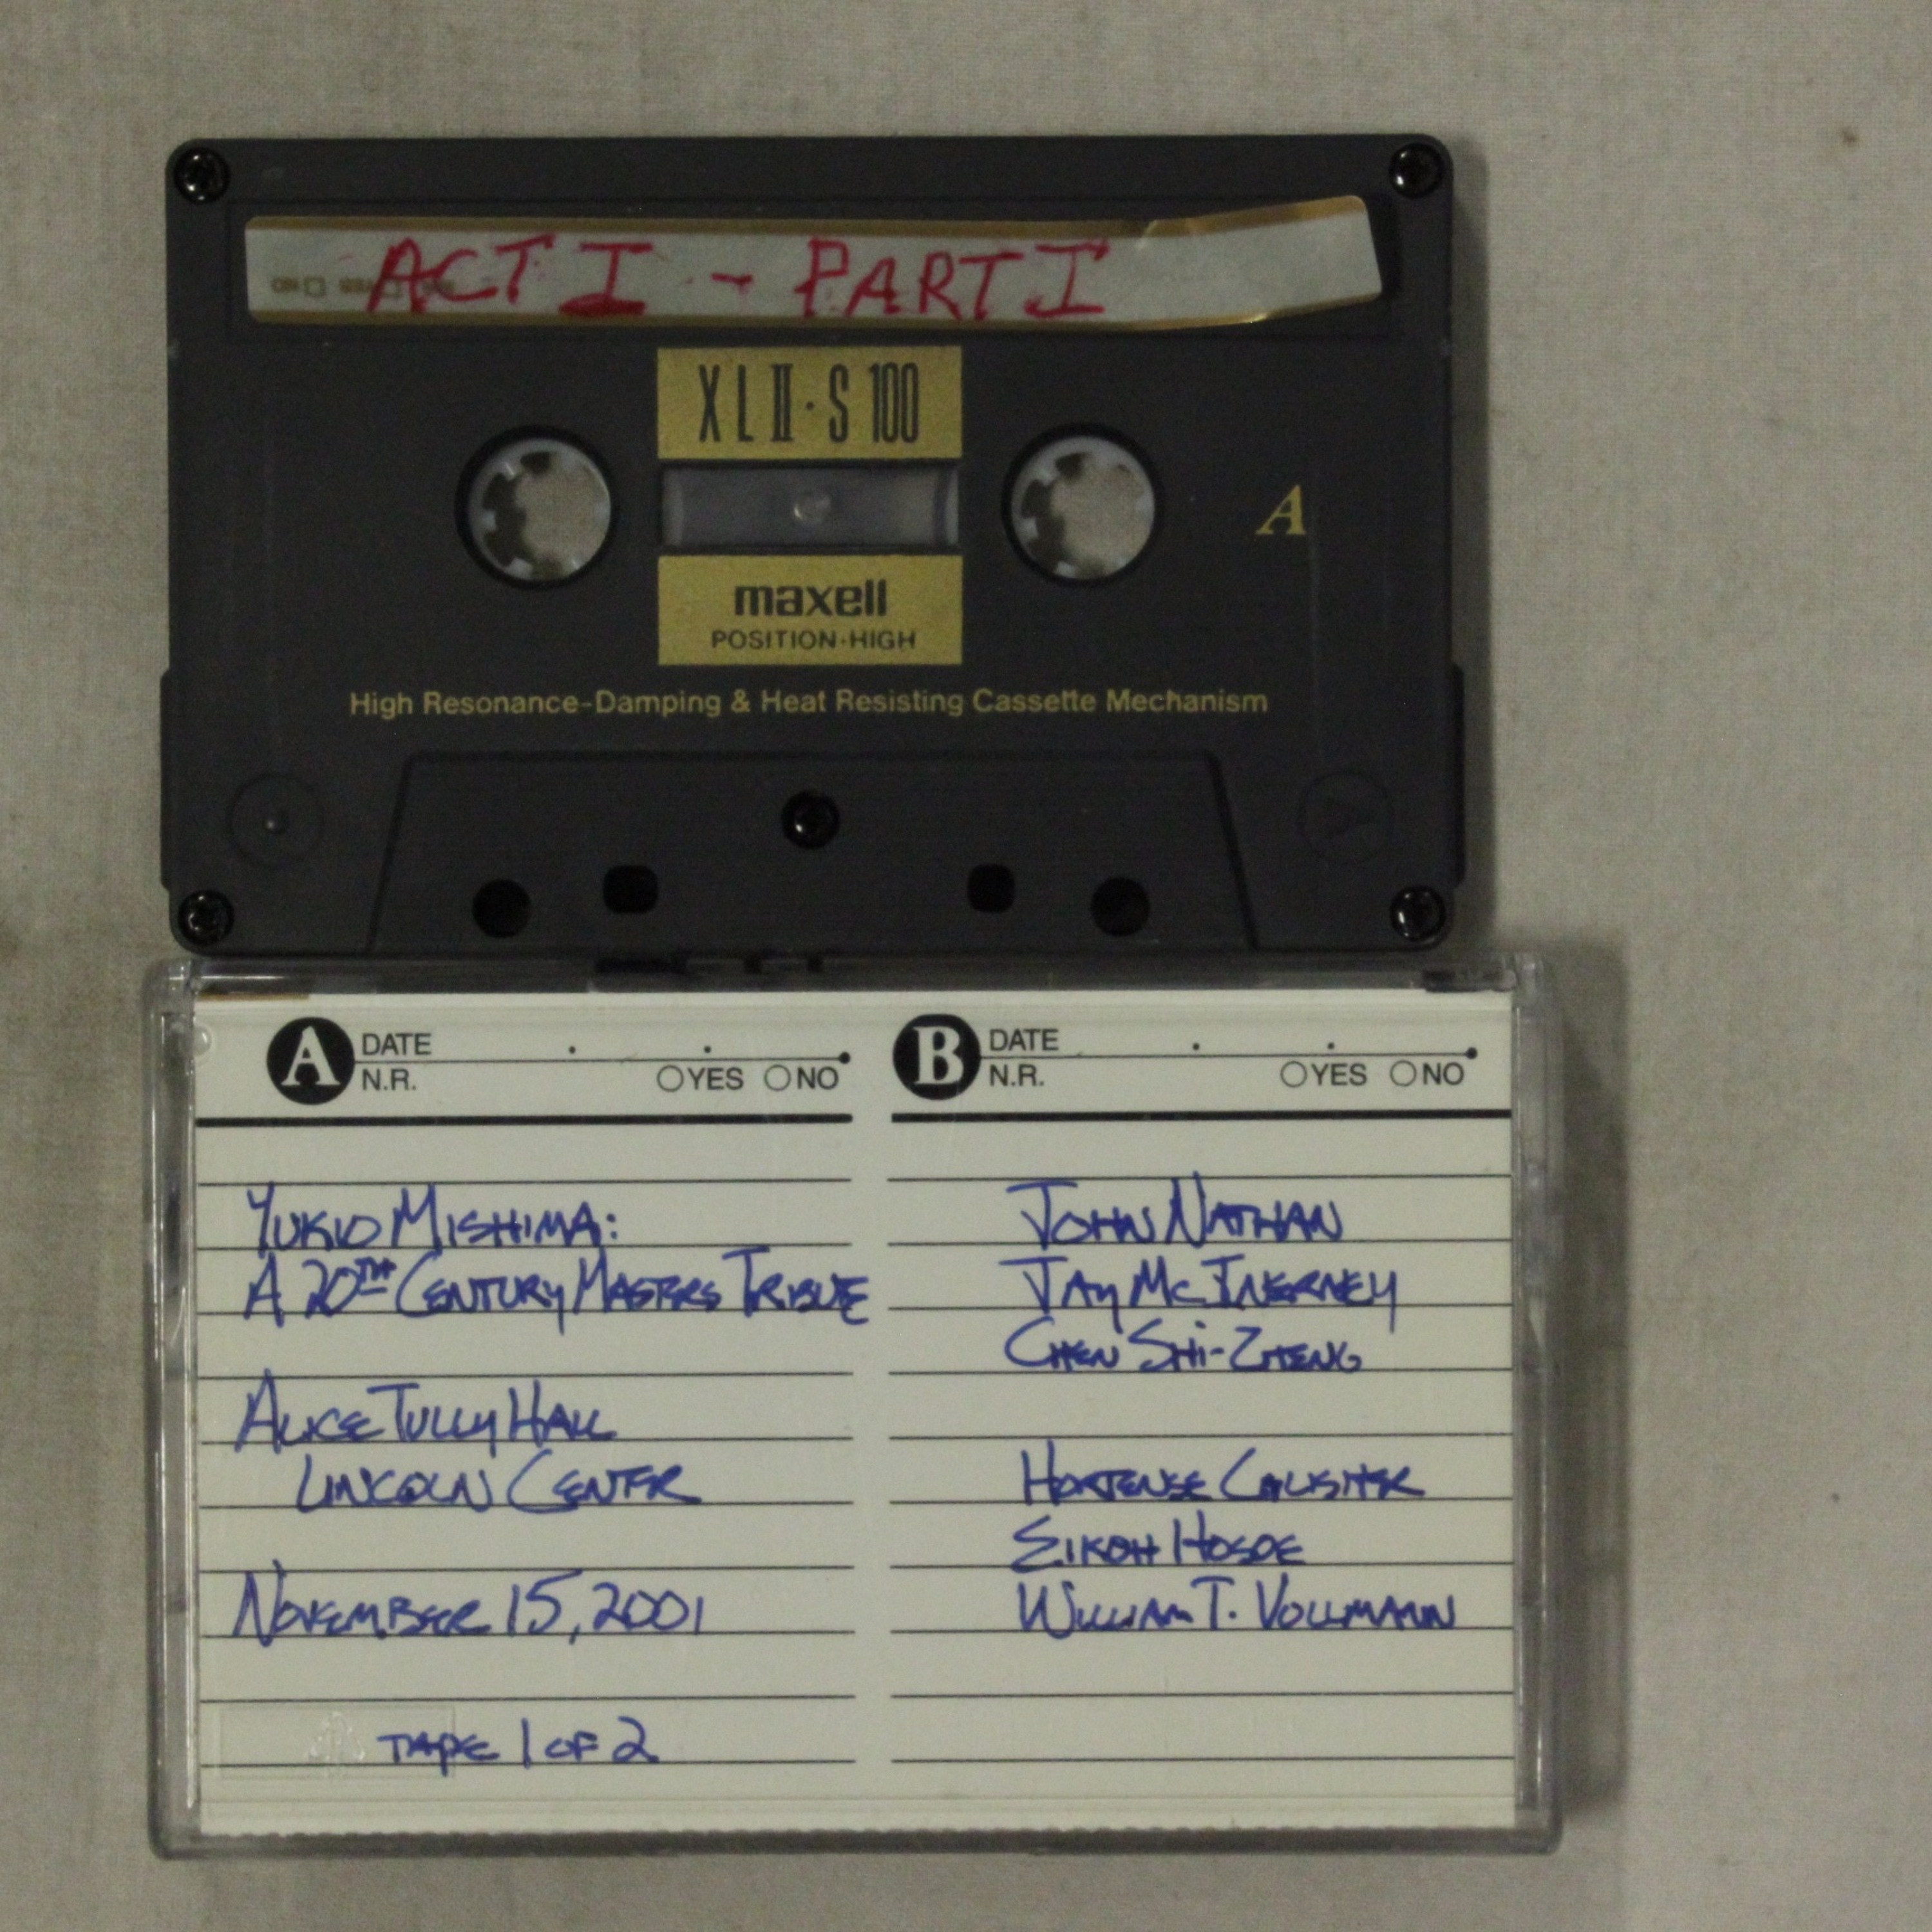 ACT I - PART I
XLII·S 100
A
maxell
POSITION·HIGH
High Resonance-Damping & Heat Resisting Cassette Mechanism
A DATE
N.R. YES NO
YUKIO MISHIMA:
A 20TH CENTURY MASTERS TRIBUTE
ALICE TULLY HALL
LINCOLN CENTER
NOVEMBER 15, 2001
TAPE 1 OF 2
B DATE
N.R. YES NO
JOHN NATHAN
JAY MCINERNEY
CHEN SHI-ZHENG
HORTENSE CALISHER
EIKOH HOSOE
WILLIAM T. VOLLMANN